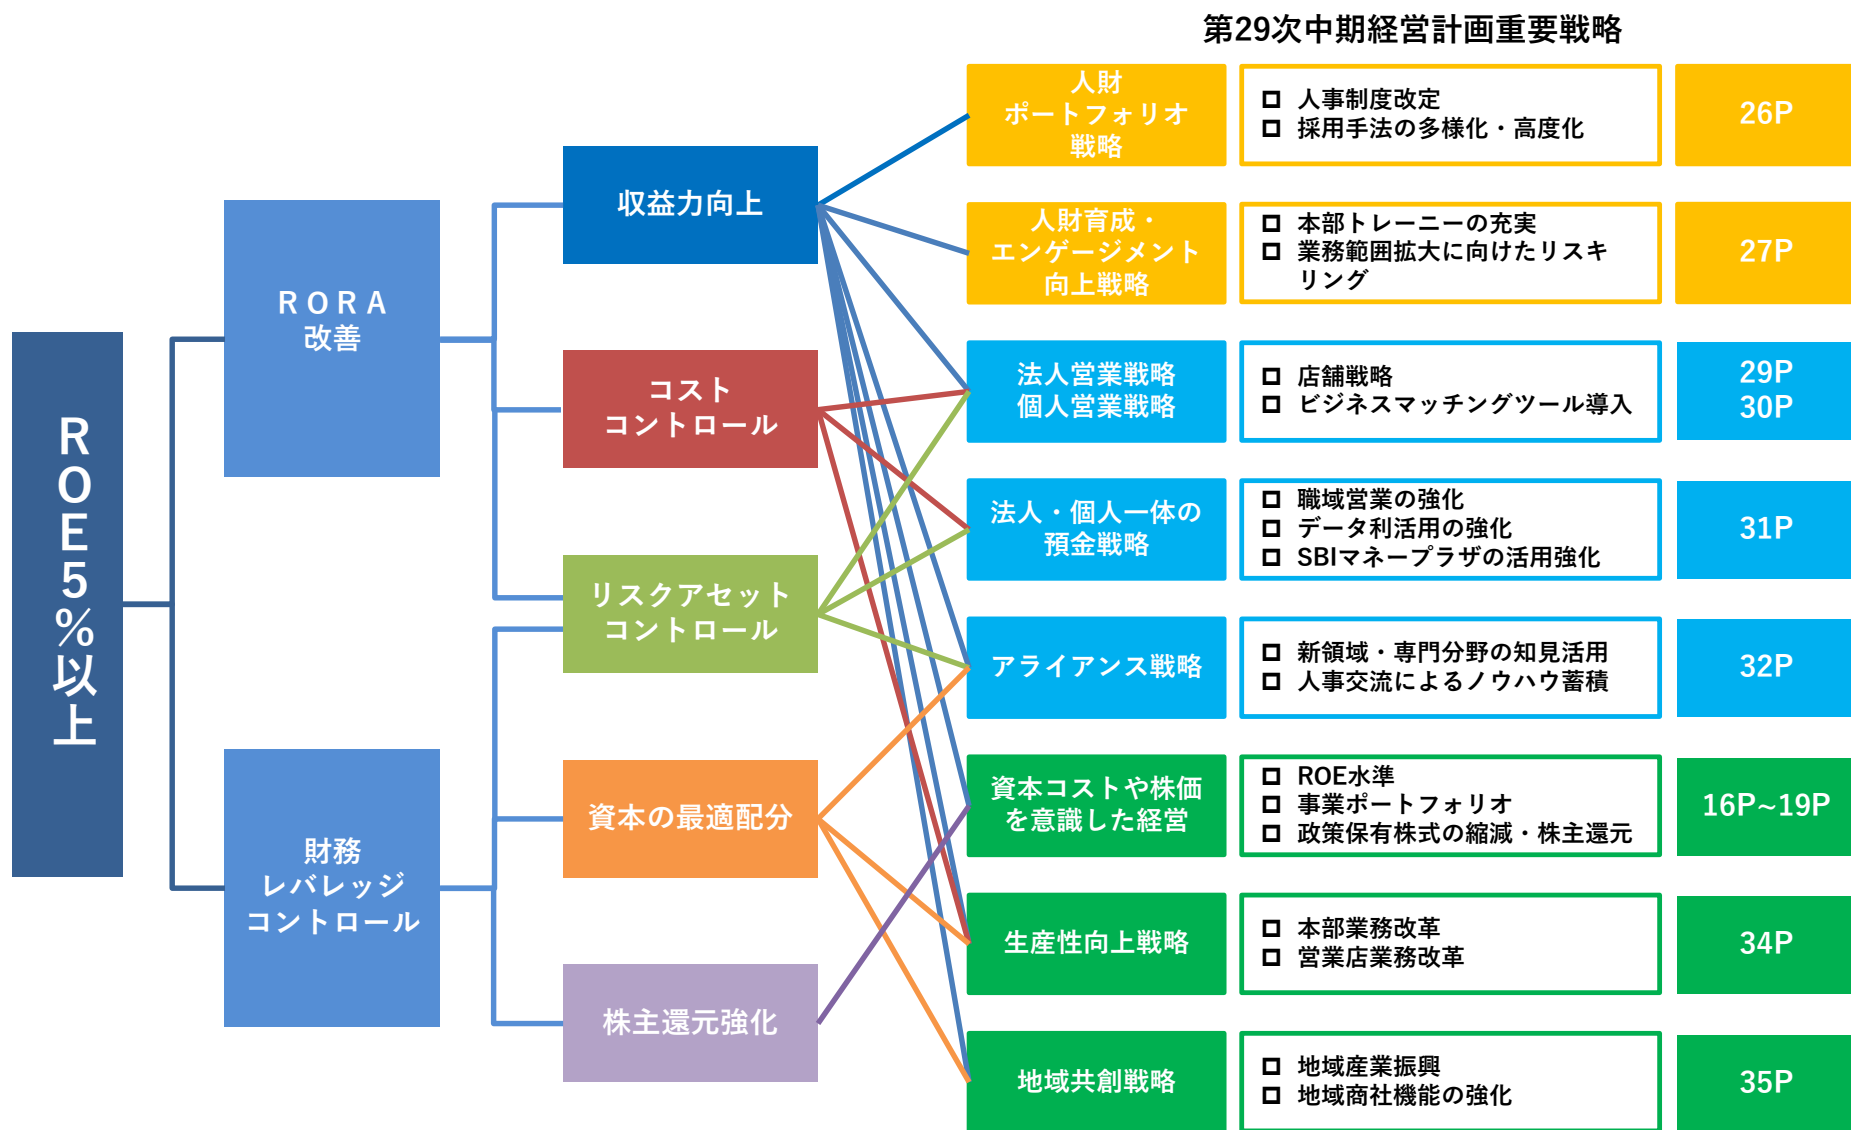 第29次中期経営計画重要戦略
ROE5%以上
ＲＯＲＡ
改善
財務
レバレッジ
コントロール
収益力向上
コスト
コントロール
リスクアセット
コントロール
資本の最適配分
株主還元強化
人財
ポートフォリオ
戦略
人事制度改定
採用手法の多様化・高度化
26P
人財育成・
エンゲージメント
向上戦略
本部トレーニーの充実
業務範囲拡大に向けたリスキ
リング
27P
法人営業戦略
個人営業戦略
店舗戦略
ビジネスマッチングツール導入
29P
30P
法人・個人一体の
預金戦略
職域営業の強化
データ利活用の強化
SBIマネープラザの活用強化
31P
アライアンス戦略
新領域・専門分野の知見活用
人事交流によるノウハウ蓄積
32P
資本コストや株価
を意識した経営
ROE水準
事業ポートフォリオ
政策保有株式の縮減・株主還元
16P~19P
生産性向上戦略
本部業務改革
営業店業務改革
34P
地域共創戦略
地域産業振興
地域商社機能の強化
35P